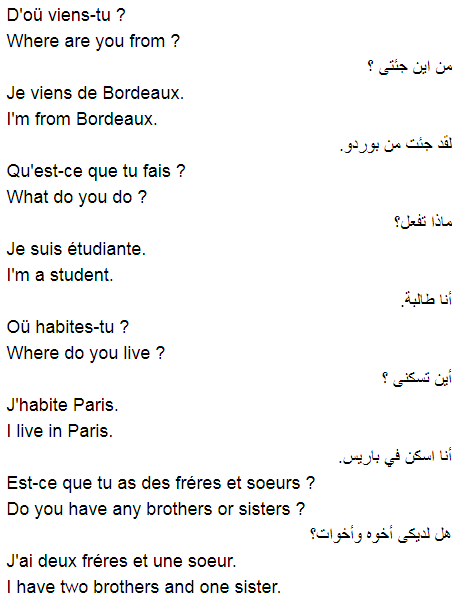 D'oü viens-tu ?
Where are you from ?
من اين جئتى ؟
Je viens de Bordeaux.
I'm from Bordeaux.
لقد جئت من بوردو.
Qu'est-ce que tu fais ?
What do you do ?
ماذا تفعل؟
Je suis étudiante.
I'm a student.
أنا طالبة.
Oü habites-tu ?
Where do you live ?
أين تسكنى ؟
J'habite Paris.
I live in Paris.
أنا اسكن في باريس.
Est-ce que tu as des fréres et soeurs ?
Do you have any brothers or sisters ?
هل لديكى أخوه وأخوات؟
J'ai deux fréres et une soeur.
I have two brothers and one sister.